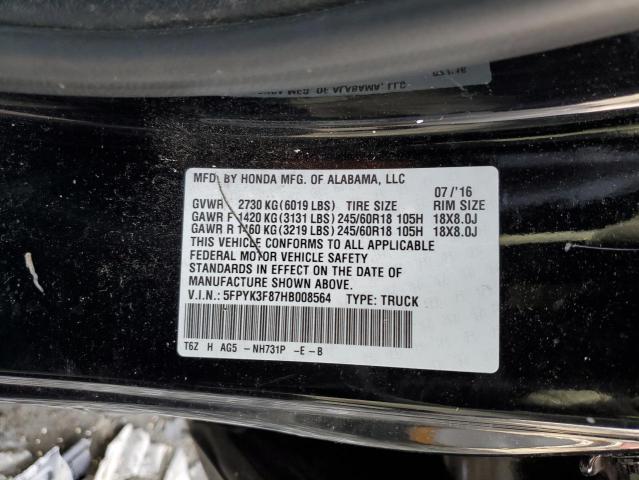 MFD. BY HONDA MFG. OF ALABAMA, LLC
07/'16
GVWR 2730 KG(6019 LBS) TIRE SIZE RIM SIZE
GAWR F 1420 KG(3131 LBS) 245/60R18 105H 18X8.0J
GAWR R 1460 KG(3219 LBS) 245/60R18 105H 18X8.0J
THIS VEHICLE CONFORMS TO ALL APPLICABLE
FEDERAL MOTOR VEHICLE SAFETY
STANDARDS IN EFFECT ON THE DATE OF
MANUFACTURE SHOWN ABOVE.
V.I.N.: 5FPYK3F87HB008564 TYPE: TRUCK
T6Z H AG5 -NH731P -E-B